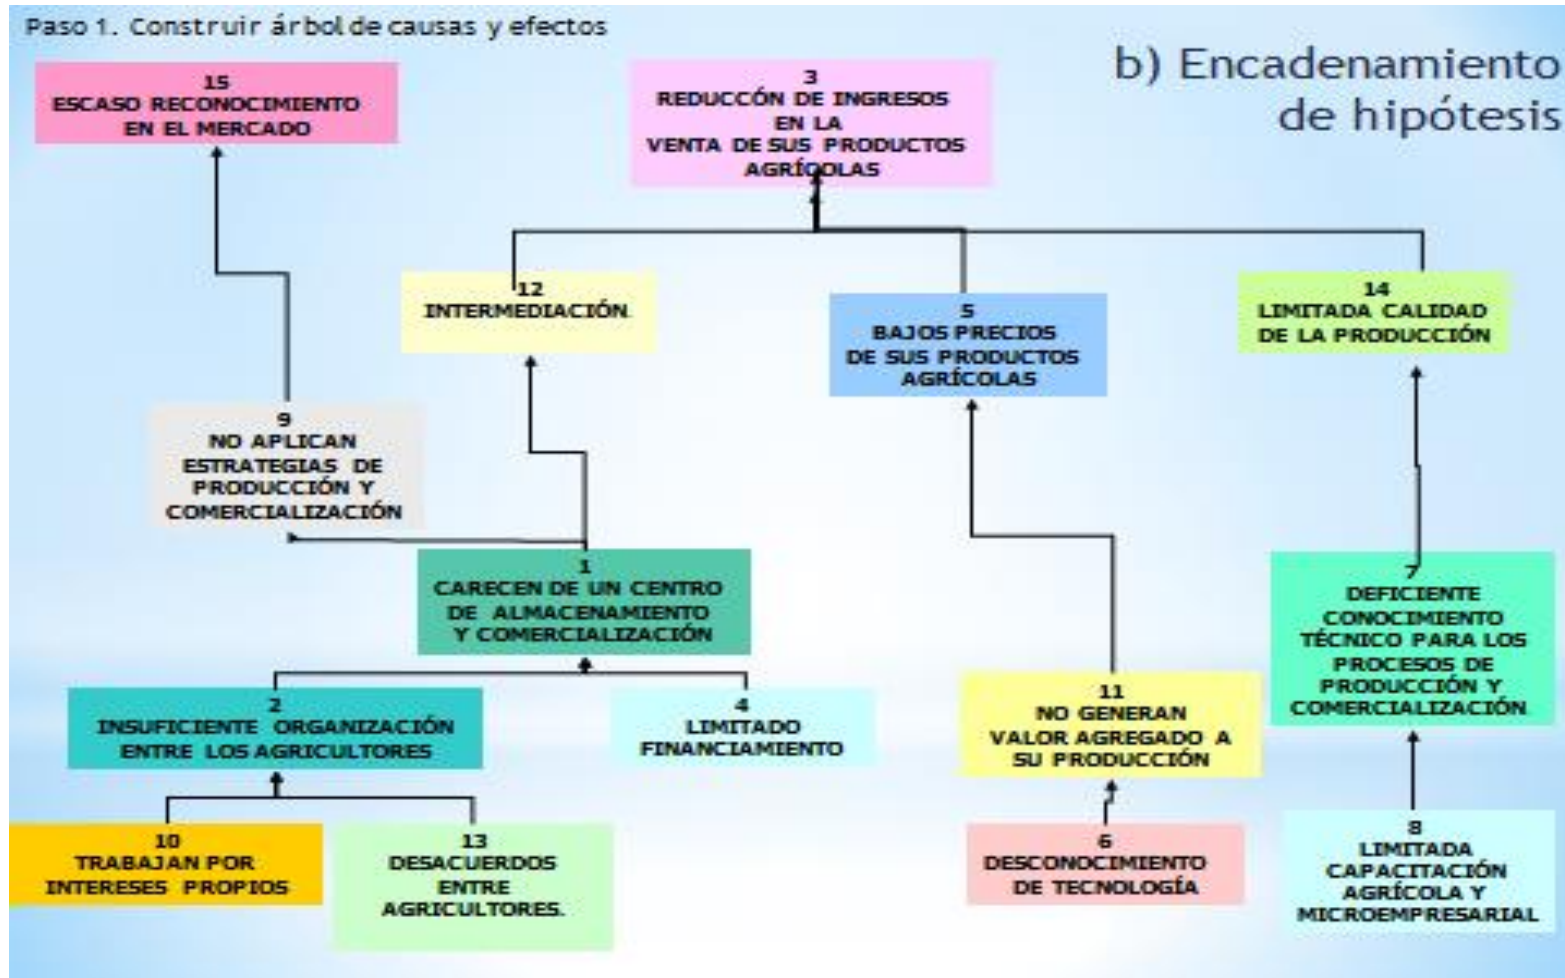 Paso 1. Construir árbol de causas y efectos
b) Encadenamiento
de hipótesis
15
ESCASO RECONOCIMIENTO
EN EL MERCADO
3
REDUCCÓN DE INGRESOS
EN LA
VENTA DE SUS PRODUCTOS
AGRÍCOLAS
12
INTERMEDIACIÓN
5
BAJOS PRECIOS
DE SUS PRODUCTOS
AGRÍCOLAS
14
LIMITADA CALIDAD
DE LA PRODUCCIÓN
9
NO APLICAN
ESTRATEGIAS DE
PRODUCCIÓN Y
COMERCIALIZACIÓN
1
CARECEN DE UN CENTRO
DE ALMACENAMIENTO
Y COMERCIALIZACIÓN
7
DEFICIENTE
CONOCIMIENTO
TÉCNICO PARA LOS
PROCESOS DE
PRODUCCIÓN Y
COMERCIALIZACIÓN
2
INSUFICIENTE ORGANIZACIÓN
ENTRE LOS AGRICULTORES
4
LIMITADO
FINANCIAMIENTO
11
NO GENERAN
VALOR AGREGADO A
SU PRODUCCIÓN
10
TRABAJAN POR
INTERESES PROPIOS
13
DESACUERDOS
ENTRE
AGRICULTORES.
6
DESCONOCIMIENTO
DE TECNOLOGÍA
8
LIMITADA
CAPACITACIÓN
AGRÍCOLA Y
MICROEMPRESARIAL